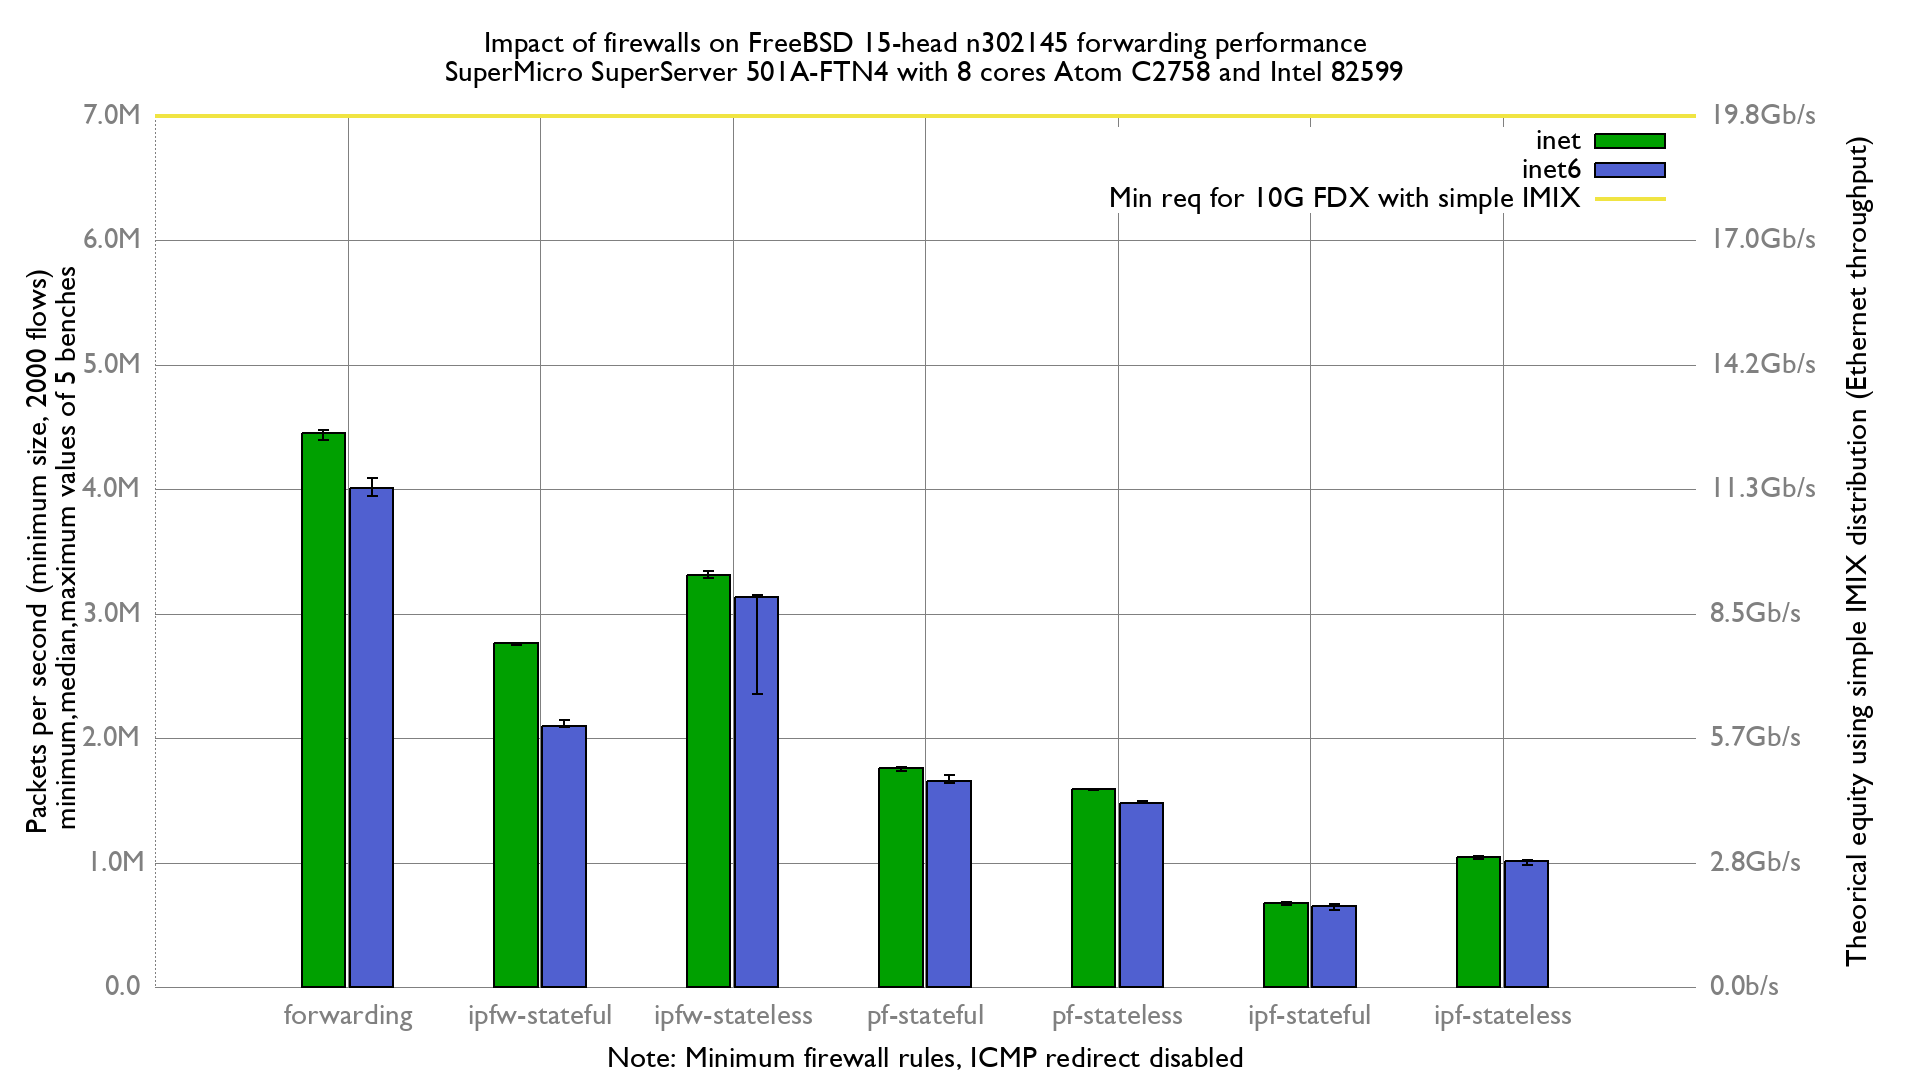 Impact of firewalls on FreeBSD 15-head n302145 forwarding performance
SuperMicro SuperServer 501A-FTN4 with 8 cores Atom C2758 and Intel 82599
Packets per second (minimum size, 2000 flows)
minimum,median,maximum values of 5 benches
7.0M
6.0M
5.0M
4.0M
3.0M
2.0M
1.0M
0.0
inet
inet6
Min req for 10G FDX with simple IMIX
19.8Gb/s
17.0Gb/s
14.2Gb/s
11.3Gb/s
8.5Gb/s
5.7Gb/s
2.8Gb/s
0.0b/s
Theorical equity using simple IMIX distribution (Ethernet throughput)
forwarding
ipfw-stateful
ipfw-stateless
pf-stateful
pf-stateless
ipf-stateful
ipf-stateless
Note: Minimum firewall rules, ICMP redirect disabled